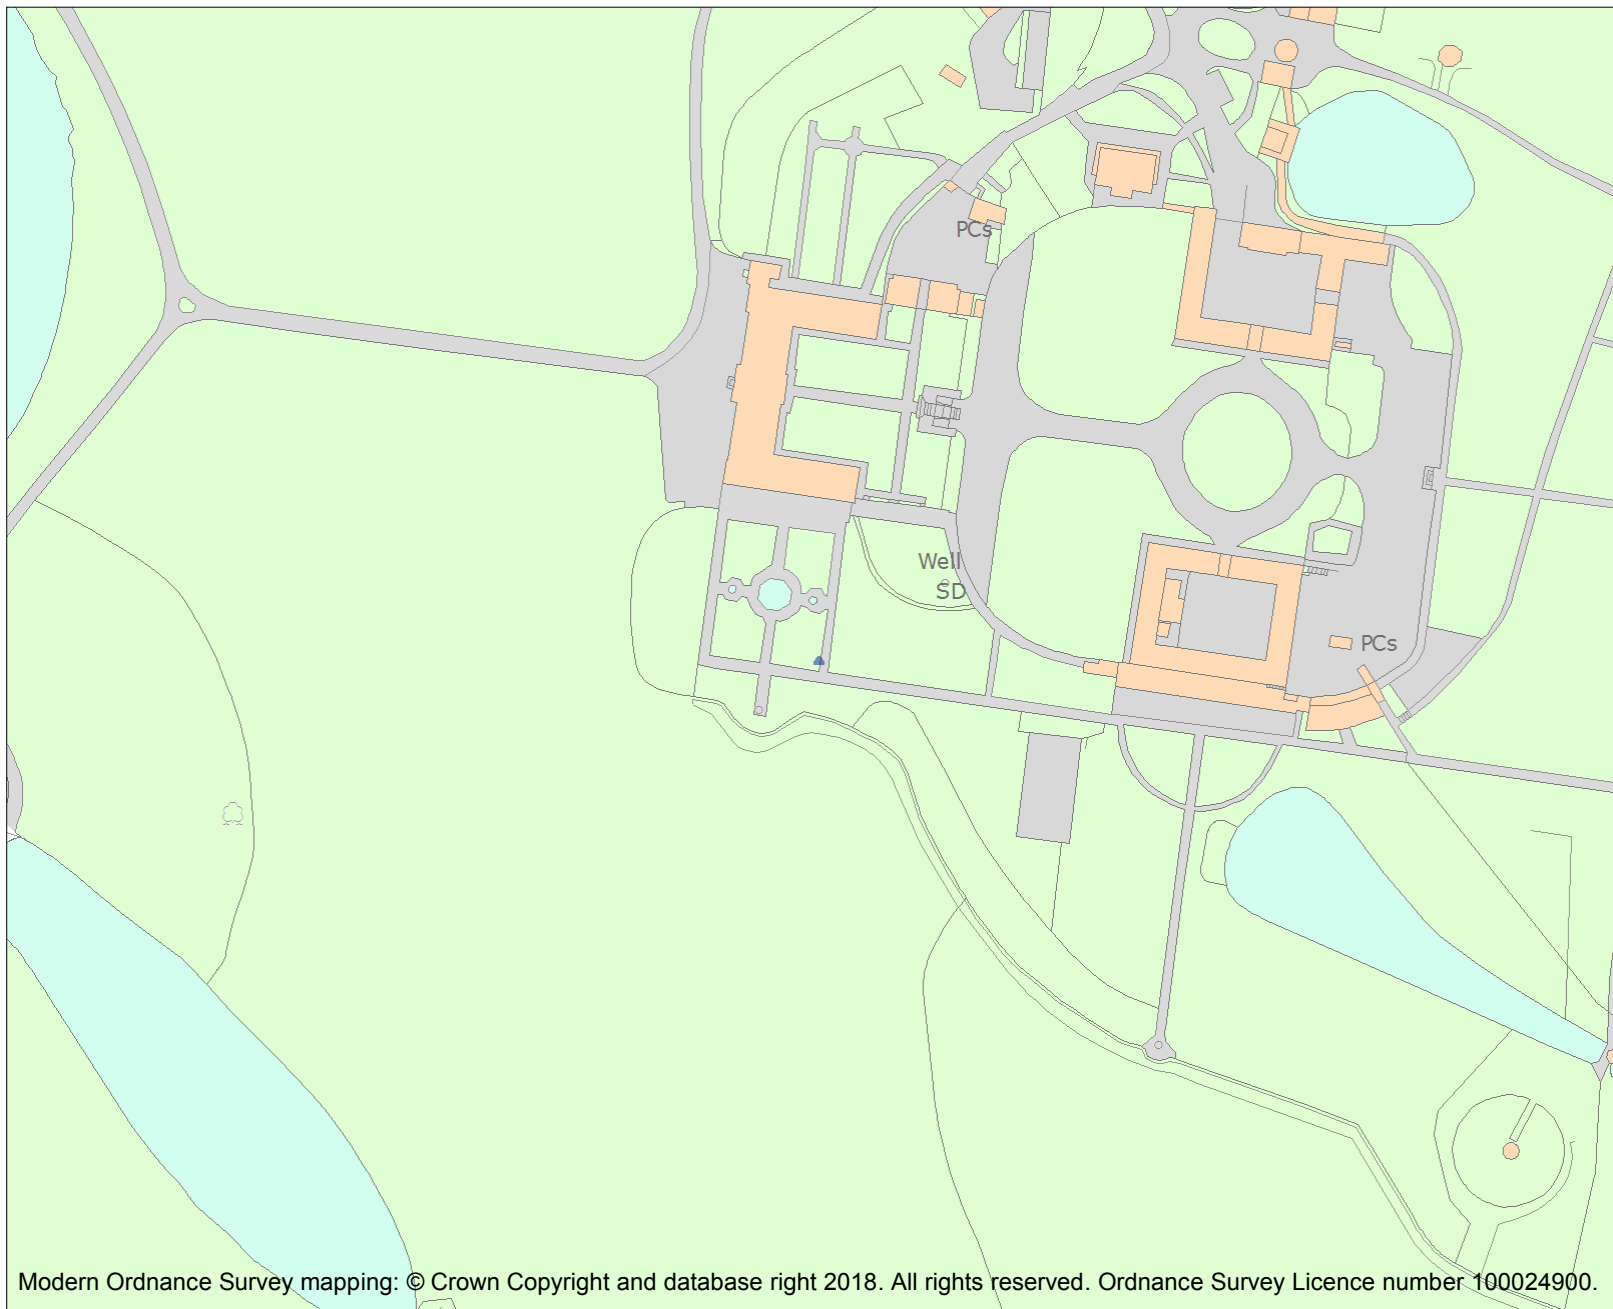 PCs
Well
SD
PCs
Modern Ordnance Survey mapping: © Crown Copyright and database right 2018. All rights reserved. Ordnance Survey Licence number 100024900.